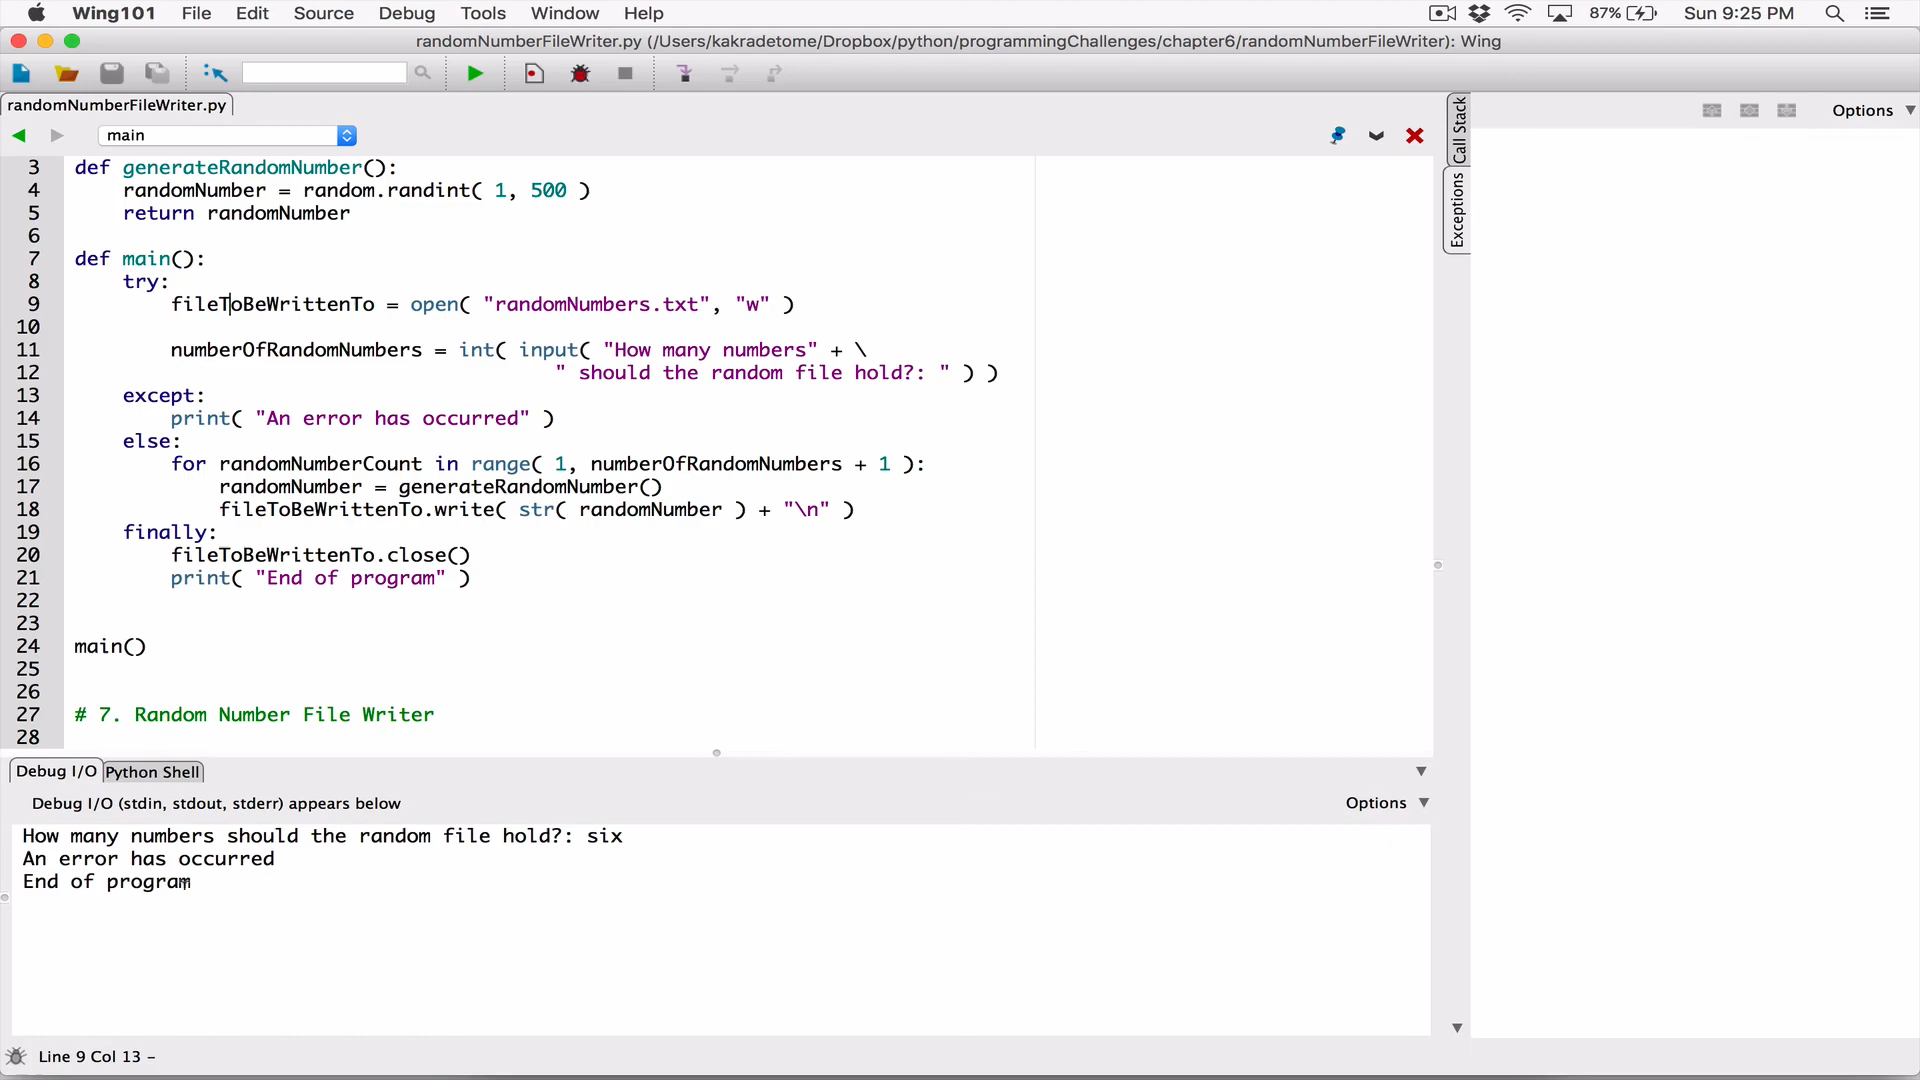 Wing101 File Edit Source Debug Tools Window Help 87% Sun 9:25 PM
randomNumberFileWriter.py (/Users/kakradetome/Dropbox/python/programmingChallenges/chapter6/randomNumberFileWriter): Wing
randomNumberFileWriter.py
Options
main
Call Stack
Exceptions
3 def generateRandomNumber():
4 randomNumber = random.randint( 1, 500 )
5 return randomNumber
6
7 def main():
8 try:
9 fileToBeWrittenTo = open( "randomNumbers.txt", "w" )
10
11 numberOfRandomNumbers = int( input( "How many numbers" + \
12 " should the random file hold?: " ) )
13 except:
14 print( "An error has occurred" )
15 else:
16 for randomNumberCount in range( 1, numberOfRandomNumbers + 1 ):
17 randomNumber = generateRandomNumber()
18 fileToBeWrittenTo.write( str( randomNumber ) + "\n" )
19 finally:
20 fileToBeWrittenTo.close()
21 print( "End of program" )
22
23
24 main()
25
26
27 # 7. Random Number File Writer
28
Debug I/O Python Shell
Debug I/O (stdin, stdout, stderr) appears below Options
How many numbers should the random file hold?: six
An error has occurred
End of program
Line 9 Col 13 –